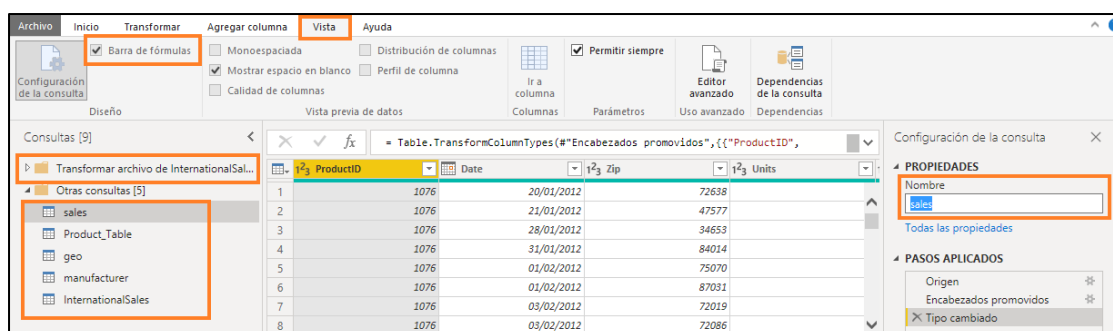 Archivo Inicio Transformar Agregar columna Vista Ayuda
Barra de fórmulas Monoespaciada Distribución de columnas Permitir siempre
Mostrar espacio en blanco Perfil de columna
Calidad de columnas
Configuración de la consulta
Ir a columna
Editor avanzado
Dependencias de la consulta
Diseño Vista previa de datos Columnas Parámetros Uso avanzado Dependencias
Consultas [9]
Transformar archivo de InternationalSal...
Otras consultas [5]
sales
Product_Table
geo
manufacturer
InternationalSales
fx = Table.TransformColumnTypes(#"Encabezados promovidos",{{"ProductID",
123 ProductID Date 123 Zip 123 Units
1 1076 20/01/2012 72638
2 1076 21/01/2012 47577
3 1076 28/01/2012 34653
4 1076 31/01/2012 84014
5 1076 01/02/2012 75070
6 1076 01/02/2012 87031
7 1076 03/02/2012 72019
8 1076 03/02/2012 72086
Configuración de la consulta
PROPIEDADES
Nombre
sales
Todas las propiedades
PASOS APLICADOS
Origen
Encabezados promovidos
Tipo cambiado